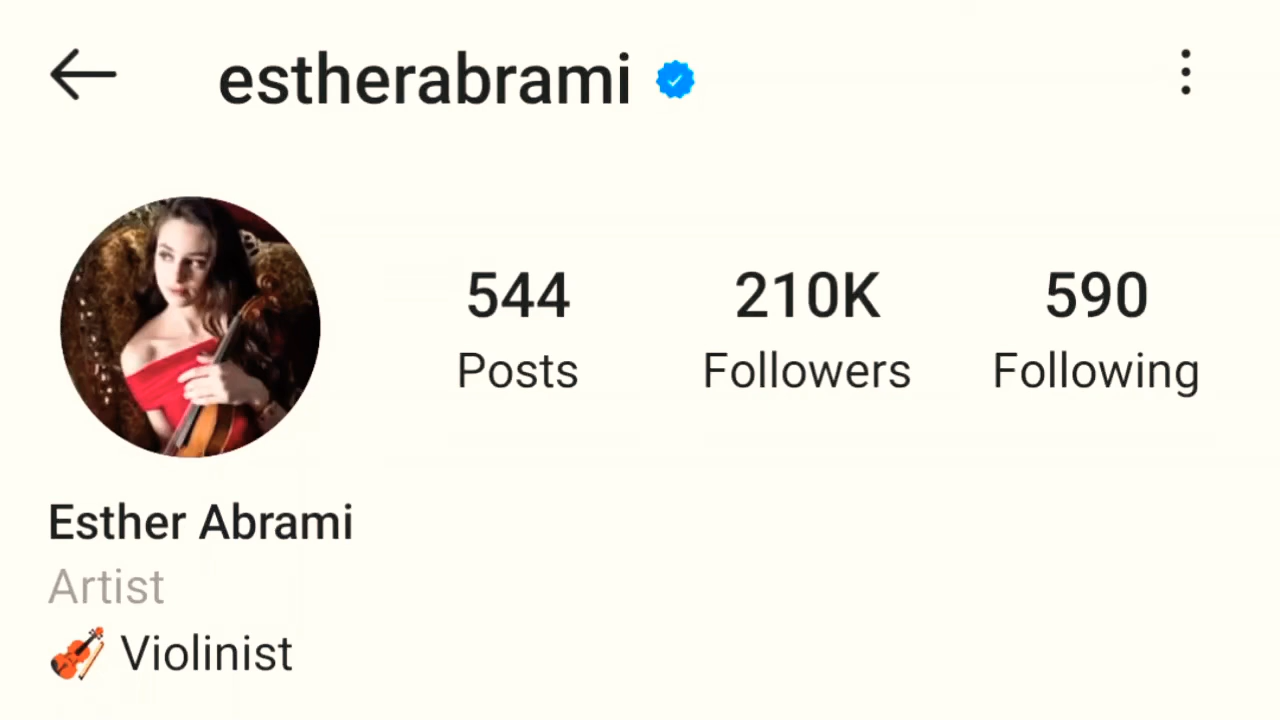 estherabrami
544 210K 590
Posts Followers Following
Esther Abrami
Artist
🎻 Violinist